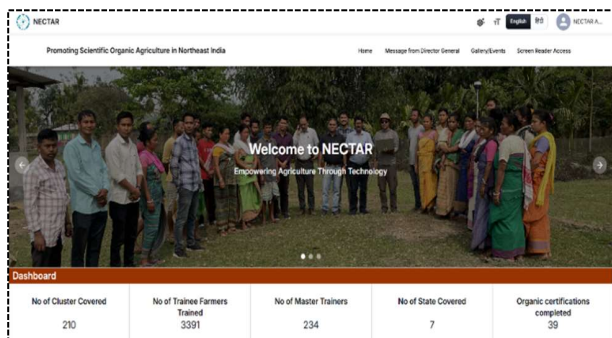 NECTAR
тT English हिंदी NECTAR A...
Promoting Scientific Organic Agriculture in Northeast India
Home Message from Director General Gallery/Events Screen Reader Access
Welcome to NECTAR
Empowering Agriculture Through Technology
Dashboard
No of Cluster Covered
210
No of Trainee Farmers
Trained
3391
No of Master Trainers
234
No of State Covered
7
Organic certifications
completed
39